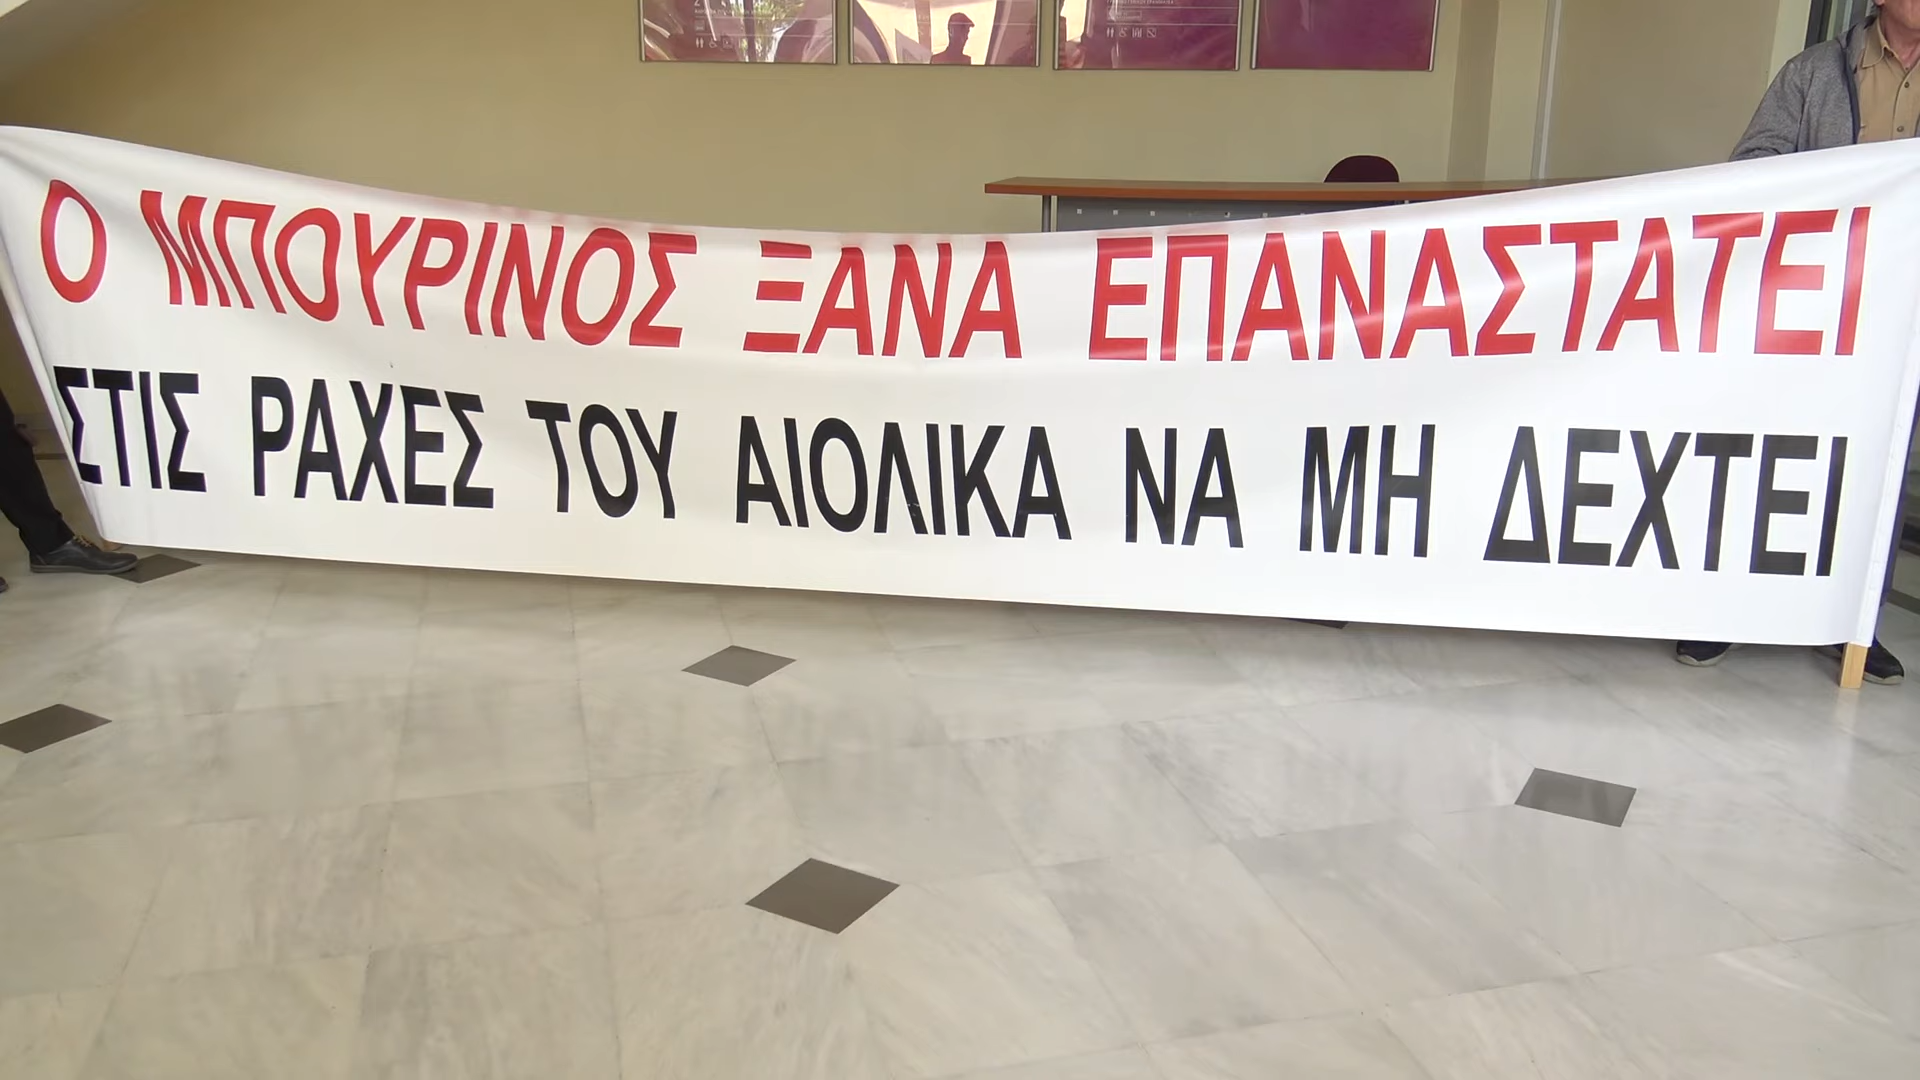 Ο ΜΠΟΥΡΙΝΟΣ ΞΑΝΑ ΕΠΑΝΑΣΤΑΤΕΙ
ΣΤΙΣ ΡΑΧΕΣ ΤΟΥ ΑΙΟΛΙΚΑ ΝΑ ΜΗ ΔΕΧΤΕΙ